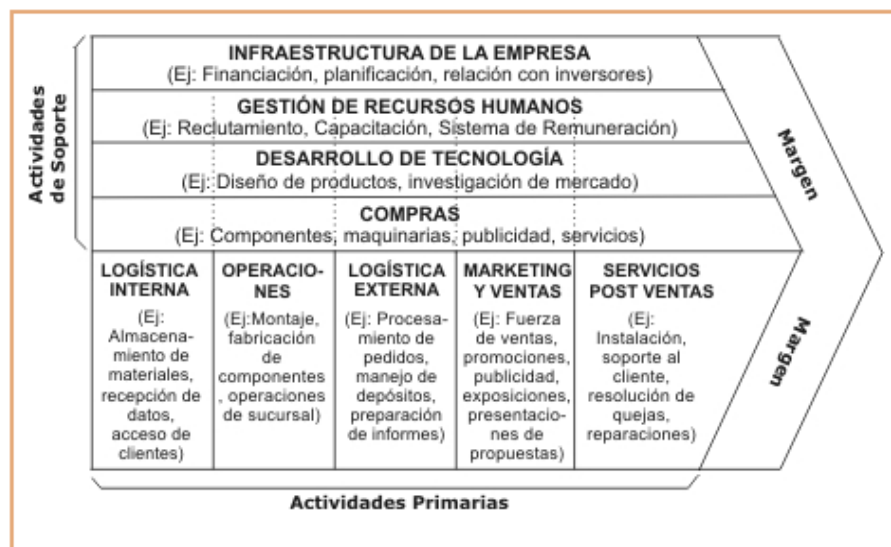 Actividades
de Soporte
INFRAESTRUCTURA DE LA EMPRESA
(Ej: Financiación, planificación, relación con inversores)
GESTIÓN DE RECURSOS HUMANOS
(Ej: Reclutamiento, Capacitación, Sistema de Remuneración)
DESARROLLO DE TECNOLOGÍA
(Ej: Diseño de productos, investigación de mercado)
COMPRAS
(Ej: Componentes, maquinarias, publicidad, servicios)
Margen
LOGÍSTICA
INTERNA
(Ej:
Almacena-
miento de
materiales,
recepción de
datos,
acceso de
clientes)
OPERACIO-
NES
(Ej:Montaje,
fabricación
de
componentes
, operaciones
de sucursal)
LOGÍSTICA
EXTERNA
(Ej: Procesa-
miento de
pedidos,
manejo de
depósitos,
preparación
de informes)
MARKETING
Y VENTAS
(Ej: Fuerza
de ventas,
promociones,
publicidad,
exposiciones,
presentacio-
nes de
propuestas)
SERVICIOS
POST VENTAS
(Ej:
Instalación,
soporte al
cliente,
resolución de
quejas,
reparaciones)
Margen
Actividades Primarias